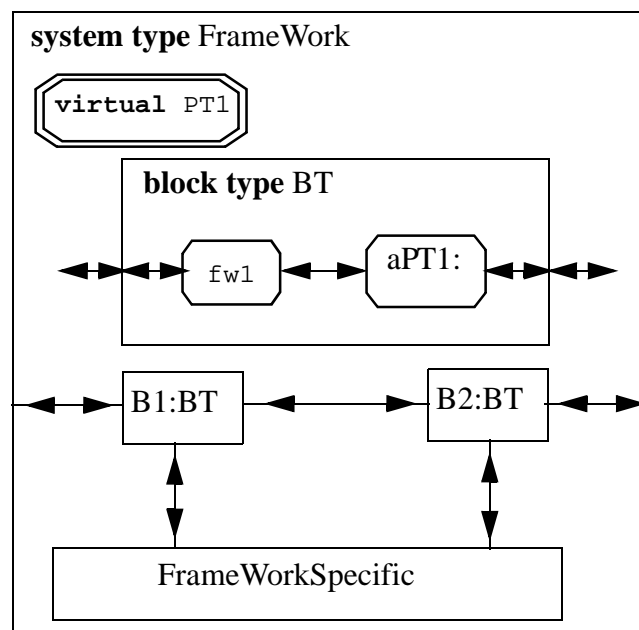 system type FrameWork
virtual PT1
block type BT
fw1
aPT1:
B1:BT
B2:BT
FrameWorkSpecific